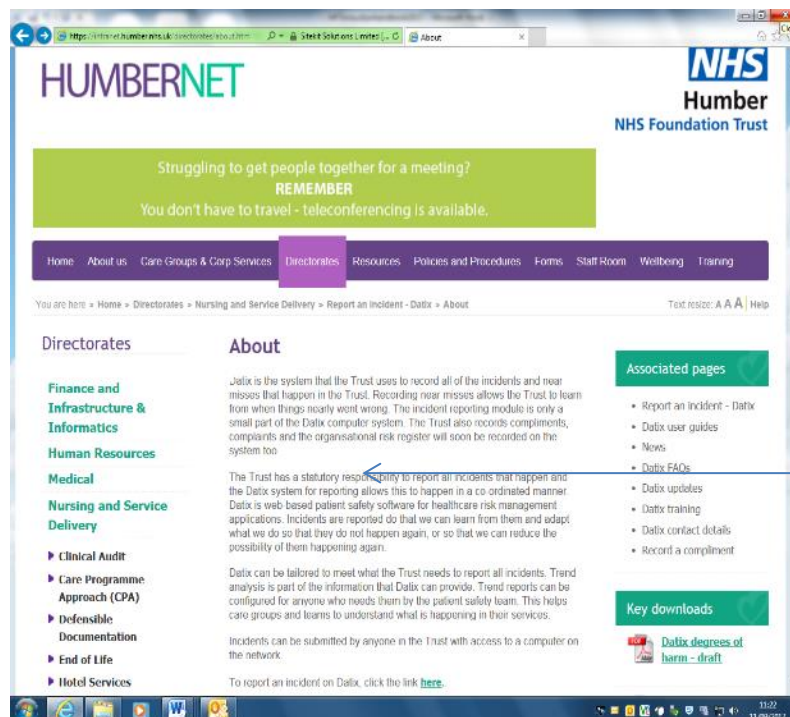 https://intranet.humber.nhs.uk/directorates/about.htm
About
HUMBERNET
NHS
Humber
NHS Foundation Trust
Struggling to get people together for a meeting?
REMEMBER
You don't have to travel - teleconferencing is available.
Home About us Care Groups & Corp Services Directorates Resources Policies and Procedures Forms Staff Room Wellbeing Training
You are here » Home » Directorates » Nursing and Service Delivery » Report an Incident - Datix » About
Text resize: A A A Help
Directorates
Finance and
Infrastructure &
Informatics
Human Resources
Medical
Nursing and Service
Delivery
Clinical Audit
Care Programme
Approach (CPA)
Defensible
Documentation
End of Life
Hotel Services
About
Datix is the system that the Trust uses to record all of the incidents and near
misses that happen in the Trust. Recording near misses allows the Trust to learn
from when things nearly went wrong. The incident reporting module is only a
small part of the Datix computer system. The Trust also records compliments,
complaints and the organisational risk register will soon be recorded on the
system too
The Trust has a statutory responsibility to report all incidents that happen and
the Datix system for reporting allows this to happen in a co ordinated manner.
Datix is web based patient safety software for healthcare risk management
applications. Incidents are reported do that we can learn from them and adapt
what we do so that they do not happen again, or so that we can reduce the
possibility of them happening again.
Datix can be tailored to meet what the Trust needs to report all incidents. Trend
analysis is part of the information that Datix can provide. Trend reports can be
configured for anyone who needs them by the patient safety team. This helps
care groups and teams to understand what is happening in their services.
Incidents can be submitted by anyone in the Trust with access to a computer on
the network
To report an incident on Datix, click the link here.
Associated pages
Report an incident - Datix
Datix user guides
News
Datix FAQs
Datix updates
Datix training
Datix contact details
Record a compliment
Key downloads
Datix degrees of
harm - draft
11:22